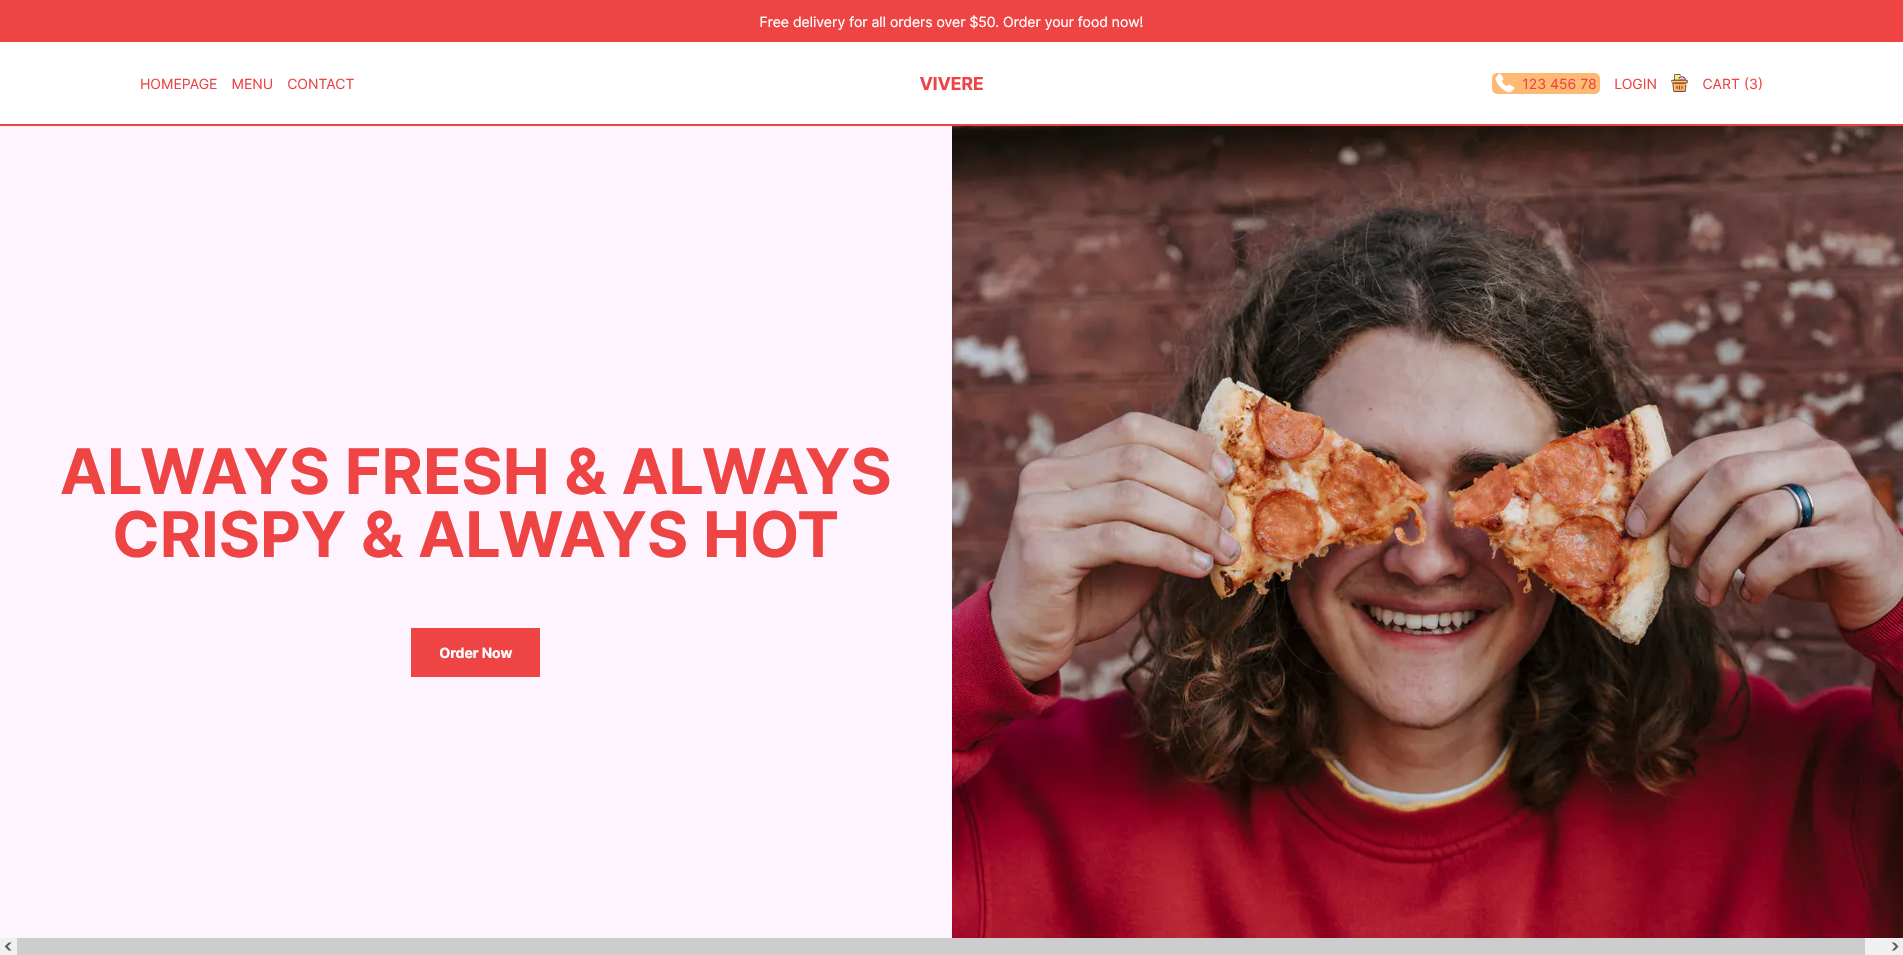 Free delivery for all orders over $50. Order your food now!
HOMEPAGE MENU CONTACT
VIVERE
123 456 78 LOGIN CART (3)
ALWAYS FRESH & ALWAYS
CRISPY & ALWAYS HOT
Order Now